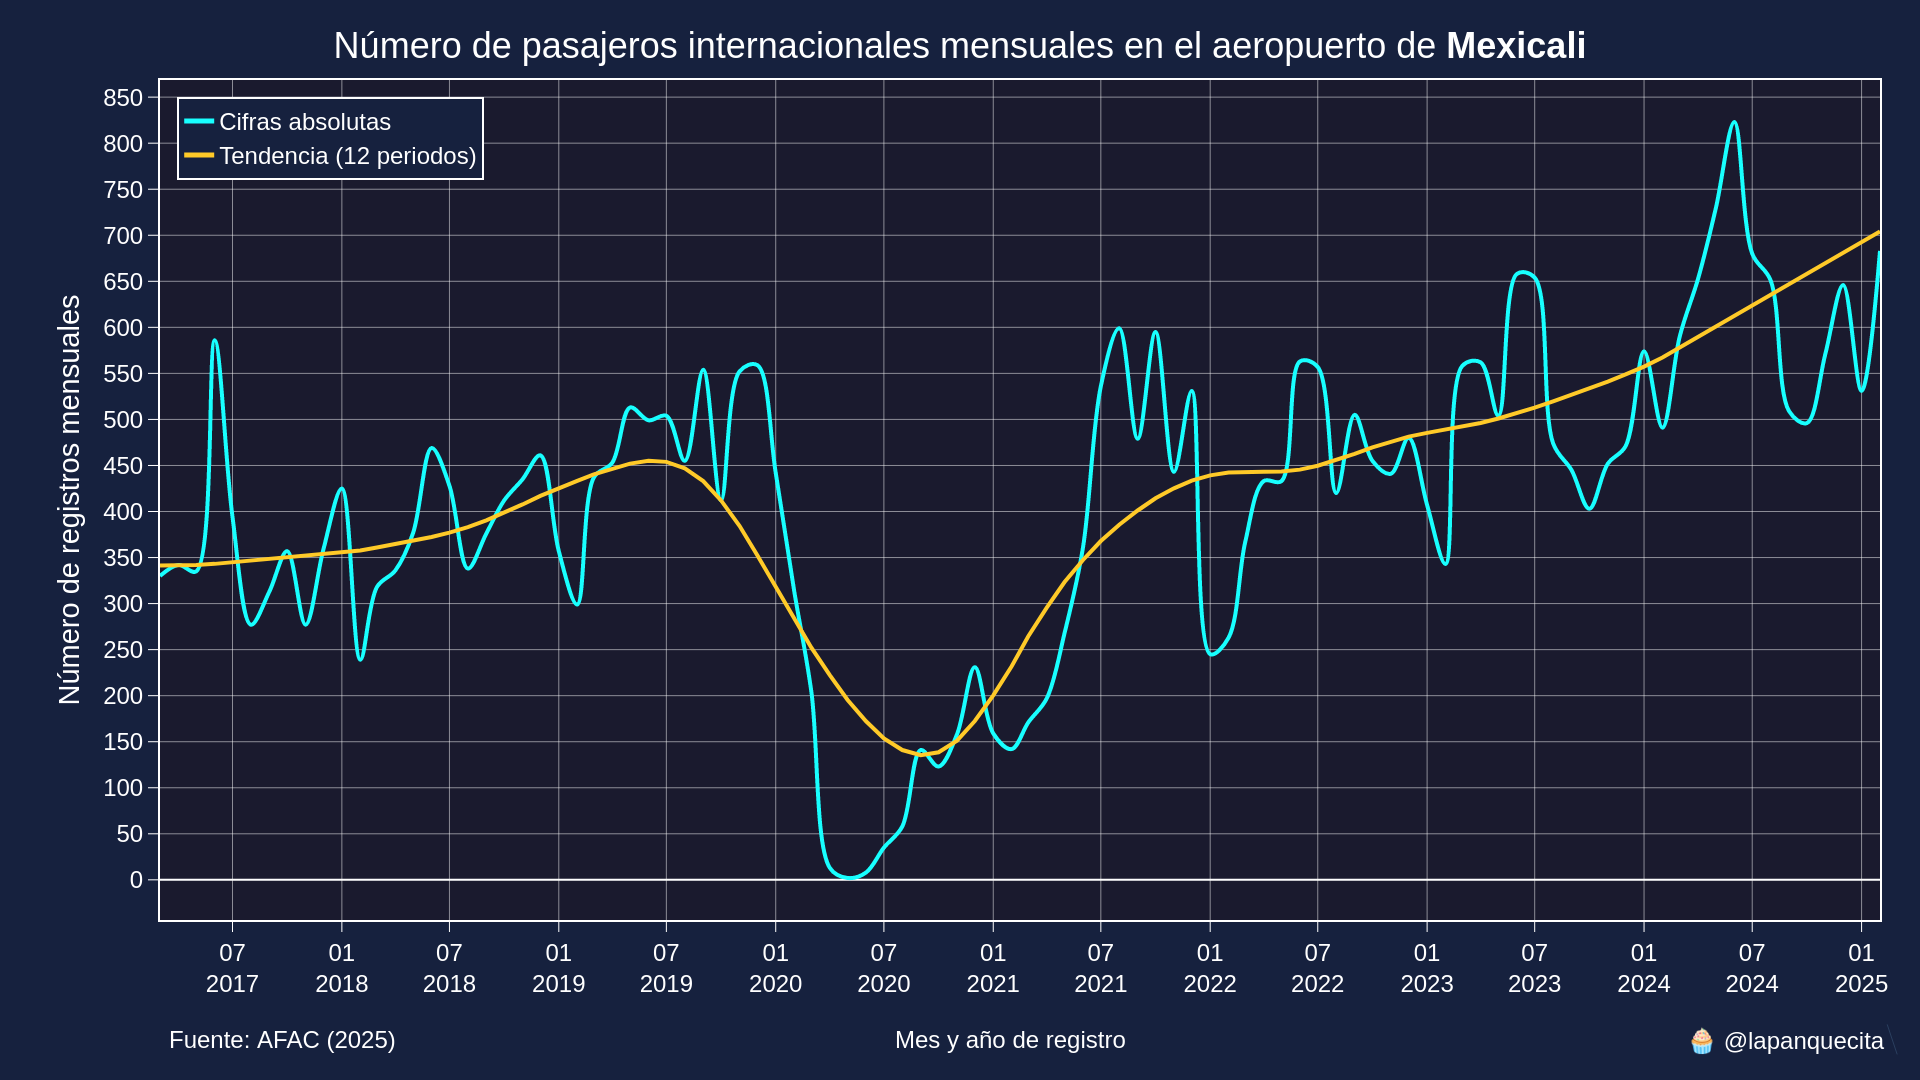 Número de pasajeros internacionales mensuales en el aeropuerto de Mexicali
Cifras absolutas
Tendencia (12 periodos)
Número de registros mensuales
850
800
750
700
650
600
550
500
450
400
350
300
250
200
150
100
50
0
07 01 07 01 07 01 07 01 07 01 07 01 07 01 07 01
2017 2018 2018 2019 2019 2020 2020 2021 2021 2022 2022 2023 2023 2024 2024 2025
Fuente: AFAC (2025)
Mes y año de registro
🧁 @lapanquecita